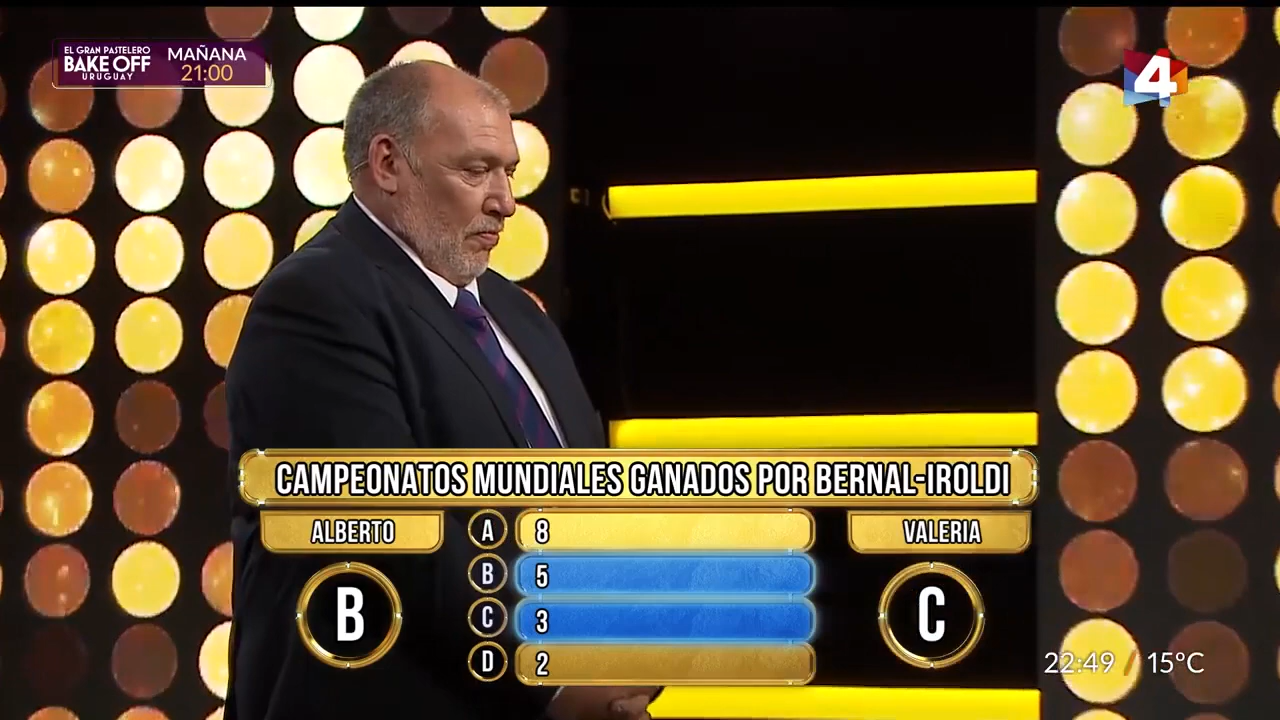 EL GRAN PASTELERO
BAKE OFF
URUGUAY
MAÑANA
21:00
4
CAMPEONATOS MUNDIALES GANADOS POR BERNAL-IROLDI
ALBERTO
B
A 8
B 5
C 3
D 2
VALERIA
C
22:49 / 15°C